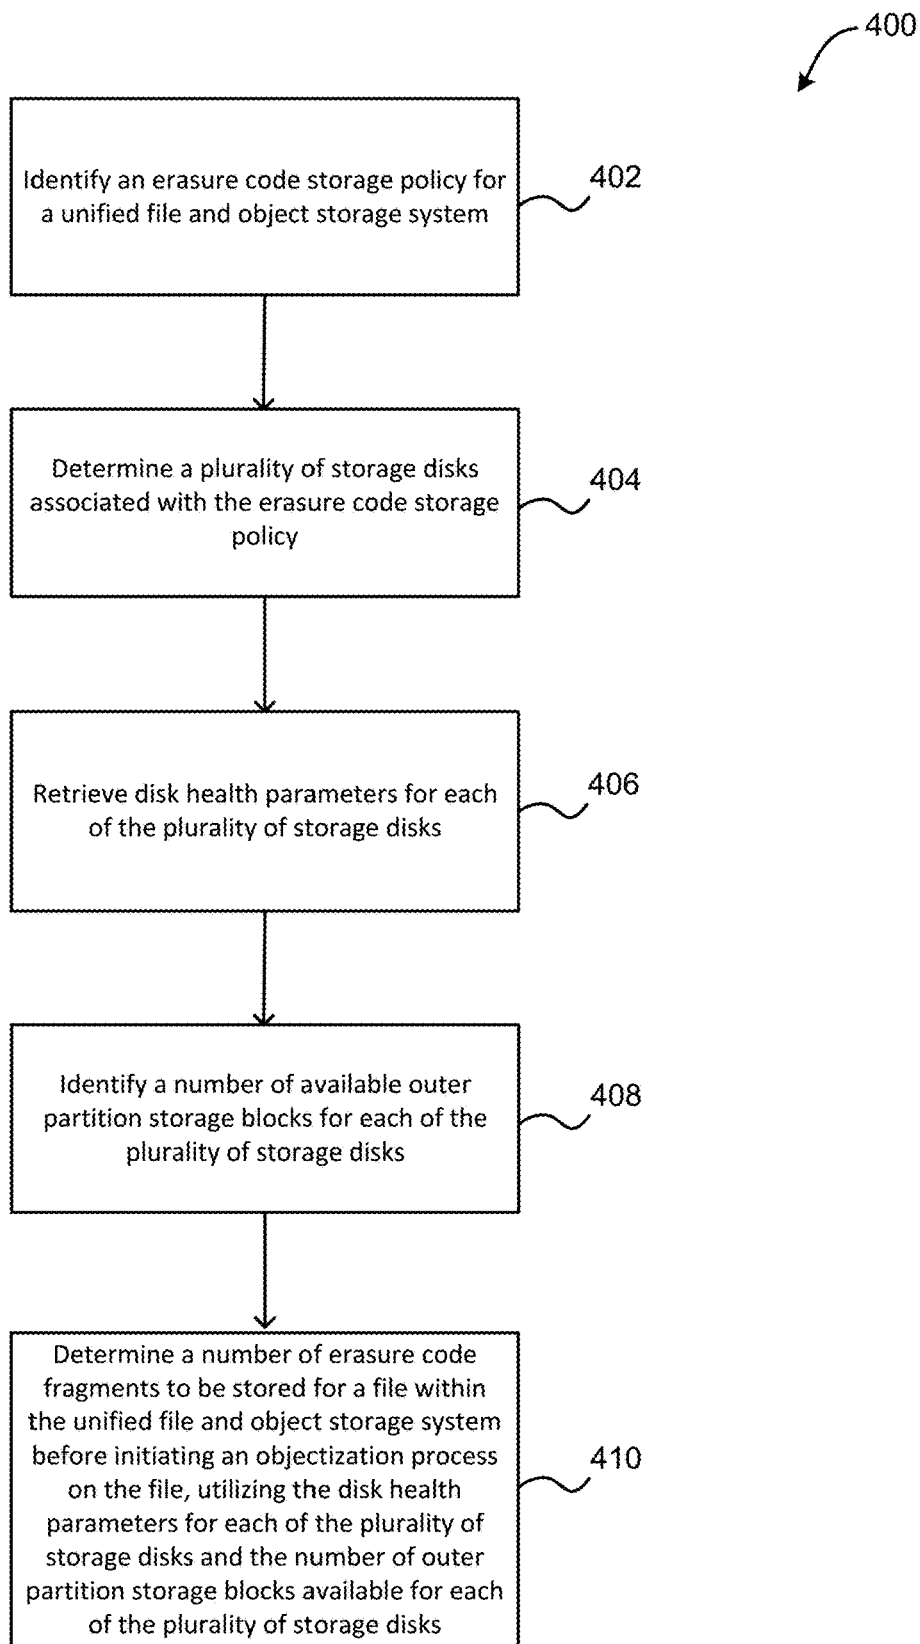 400
Identify an erasure code storage policy for
a unified file and object storage system
402
Determine a plurality of storage disks
associated with the erasure code storage
policy
404
Retrieve disk health parameters for each
of the plurality of storage disks
406
Identify a number of available outer
partition storage blocks for each of the
plurality of storage disks
408
Determine a number of erasure code
fragments to be stored for a file within
the unified file and object storage system
before initiating an objectization process
on the file, utilizing the disk health
parameters for each of the plurality of
storage disks and the number of outer
partition storage blocks available for each
of the plurality of storage disks
410